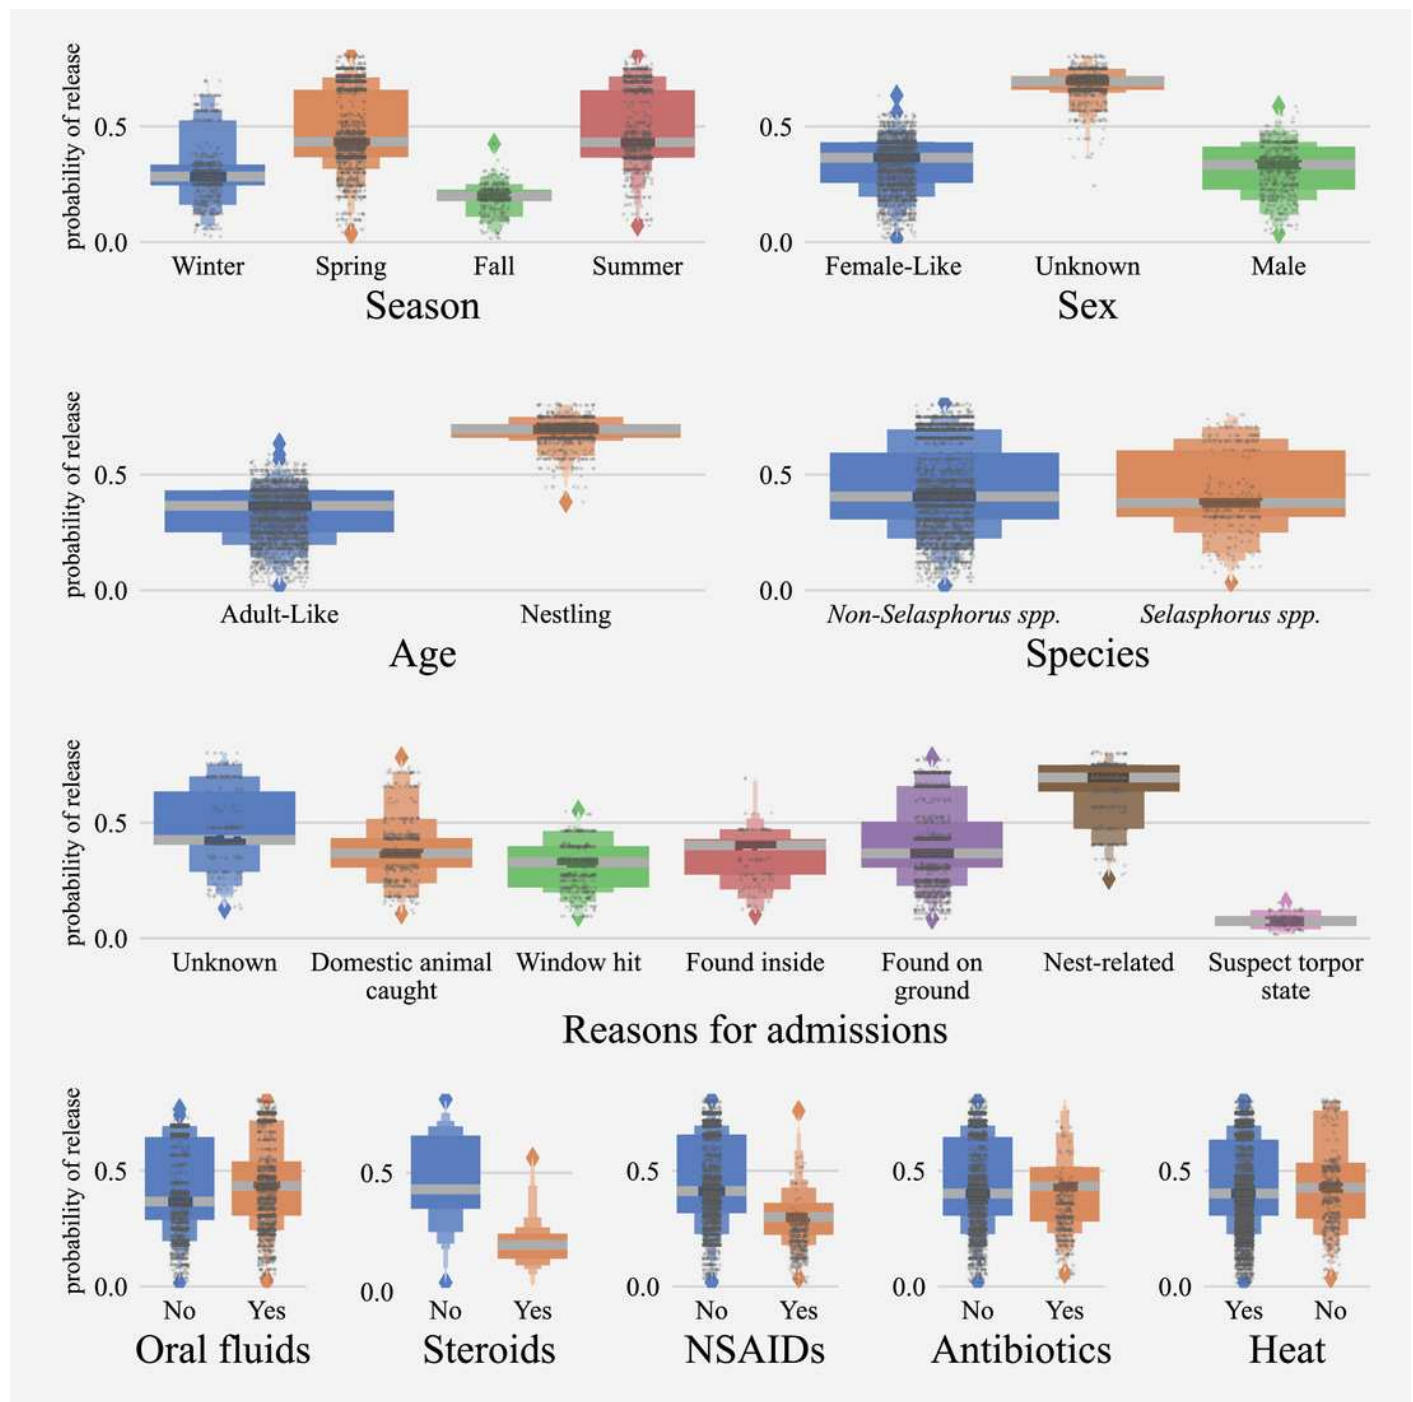 probability of release
0.5
0.0
Winter Spring Fall Summer
Season
0.5
0.0
Female-Like Unknown Male
Sex
probability of release
0.5
0.0
Adult-Like Nestling
Age
0.5
0.0
Non-Selasphorus spp. Selasphorus spp.
Species
probability of release
0.5
0.0
Unknown Domestic animal Window hit Found inside Found on Nest-related Suspect torpor
caught ground state
Reasons for admissions
probability of release
0.5
0.0
No Yes
Oral fluids
0.5
0.0
No Yes
Steroids
0.5
0.0
No Yes
NSAIDs
0.5
0.0
No Yes
Antibiotics
0.5
0.0
Yes No
Heat